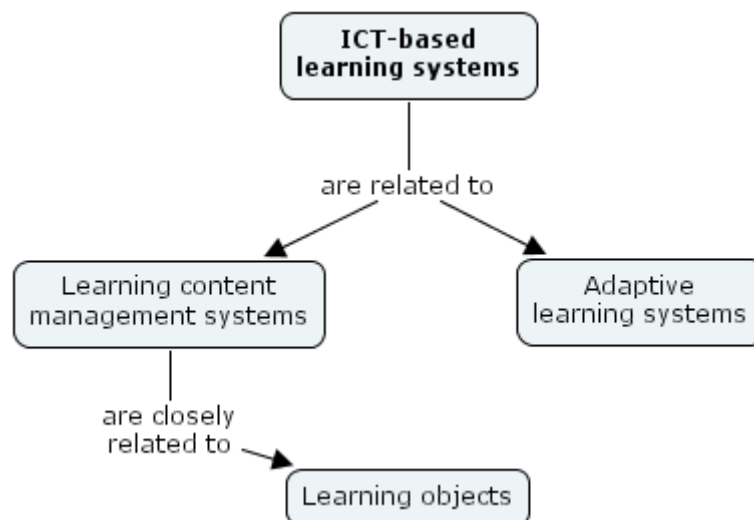 ICT-based
learning systems
are related to
Learning content
management systems
Adaptive
learning systems
are closely
related to
Learning objects